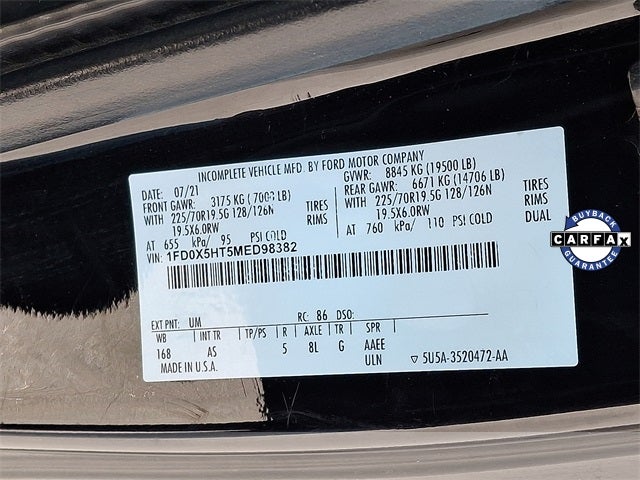 INCOMPLETE VEHICLE MFD. BY FORD MOTOR COMPANY
DATE: 07/21 GVWR: 8845 KG (19500 LB)
FRONT GAWR: 3175 KG (7000 LB) REAR GAWR: 6671 KG (14706 LB)
WITH 225/70R19.5G 128/126N TIRES WITH 225/70R19.5G 128/126N TIRES
19.5X6.0RW RIMS 19.5X6.0RW RIMS
AT 655 kPa/ 95 PSI COLD AT 760 kPa/ 110 PSI COLD DUAL
VIN: 1FD0X5HT5MED98382
EXT PNT: UM RC: 86 DSO:
WB INT TR TP/PS R AXLE TR SPR
168 AS 5 8L G AAEE
MADE IN U.S.A. ULN ▽ 5U5A-3520472-AA
BUYBACK
CARFAX
GUARANTEE